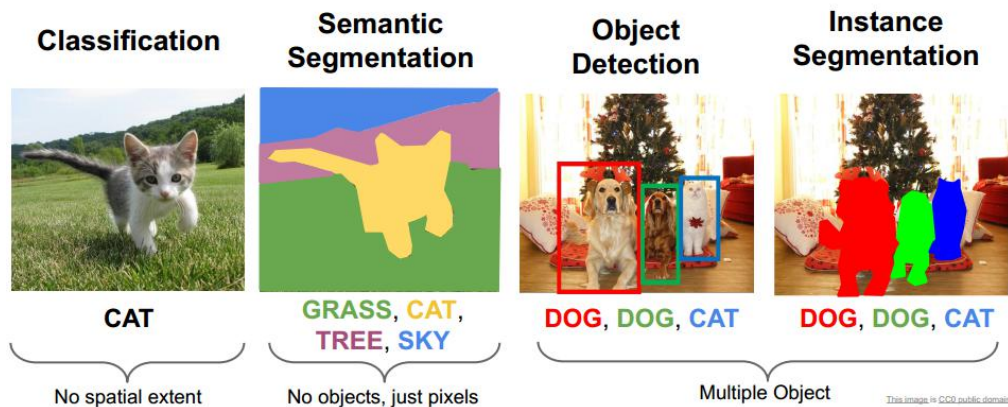 Classification
Semantic
Segmentation
Object
Detection
Instance
Segmentation
CAT
GRASS, CAT,
TREE, SKY
DOG, DOG, CAT
DOG, DOG, CAT
No spatial extent
No objects, just pixels
Multiple Object
This image is CC0 public domain